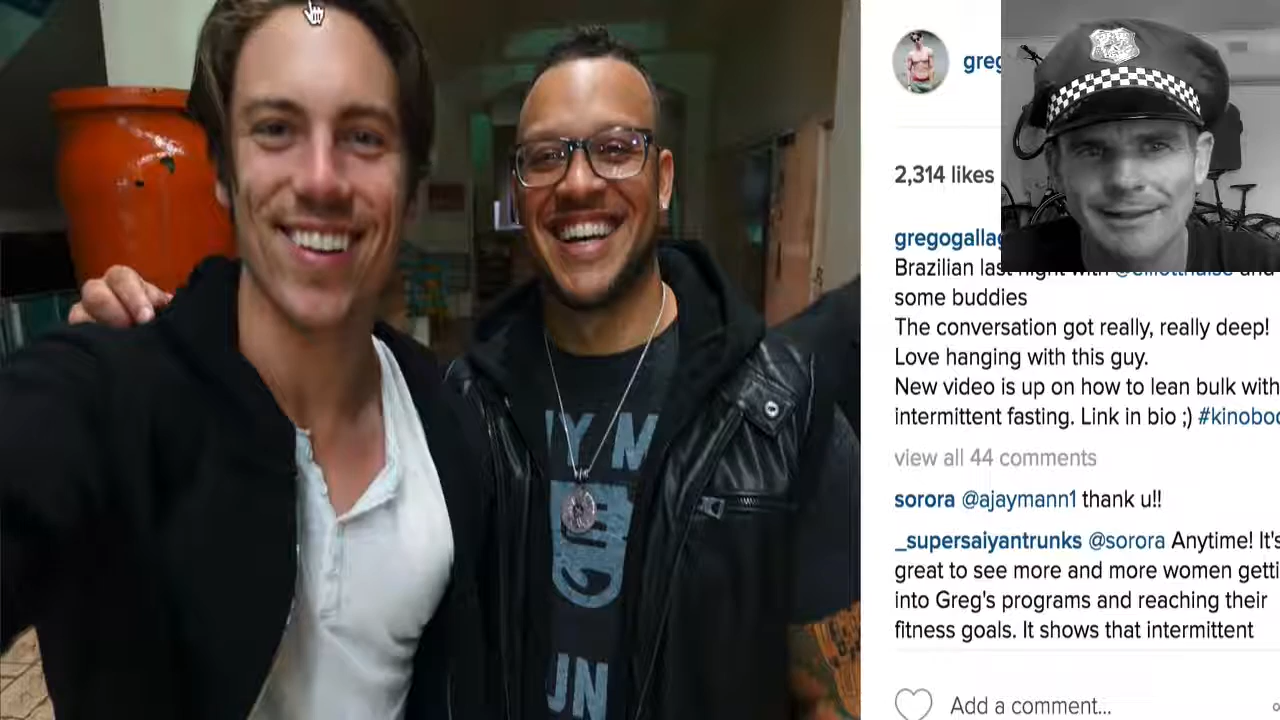 greg
2,314 likes
gregogallag
Brazilian last night with @elliotthulse and
some buddies
The conversation got really, really deep!
Love hanging with this guy.
New video is up on how to lean bulk with
intermittent fasting. Link in bio ;) #kinobo
view all 44 comments
sorora @ajaymann1 thank u!!
_supersaiyantrunks @sorora Anytime! It's
great to see more and more women getti
into Greg's programs and reaching their
fitness goals. It shows that intermittent
Add a comment...
Y M
UN